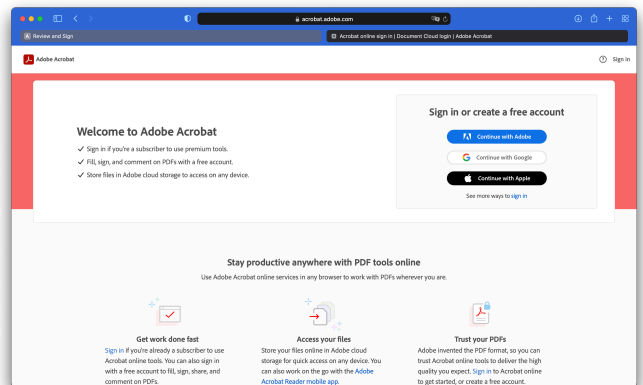 acrobat.adobe.com
A Review and Sign
Acrobat online sign in | Document Cloud login | Adobe Acrobat
Adobe Acrobat
Sign In
Sign in or create a free account
Welcome to Adobe Acrobat
Continue with Adobe
Sign in if you're a subscriber to use premium tools.
Continue with Google
Fill, sign, and comment on PDFs with a free account.
Store files in Adobe cloud storage to access on any device.
Continue with Apple
See more ways to sign in
Stay productive anywhere with PDF tools online
Use Adobe Acrobat online services in any browser to work with PDFs wherever you are.
Get work done fast
Sign in if you're already a subscriber to use
Acrobat online tools. You can also sign in
with a free account to fill, sign, share, and
comment on PDFs.
Access your files
Store your files online in Adobe cloud
storage for quick access on any device. You
can also work on the go with the Adobe
Acrobat Reader mobile app.
Trust your PDFs
Adobe invented the PDF format, so you can
trust Acrobat online tools to deliver the high
quality you expect. Sign in to Acrobat online
to get started, or create a free account.